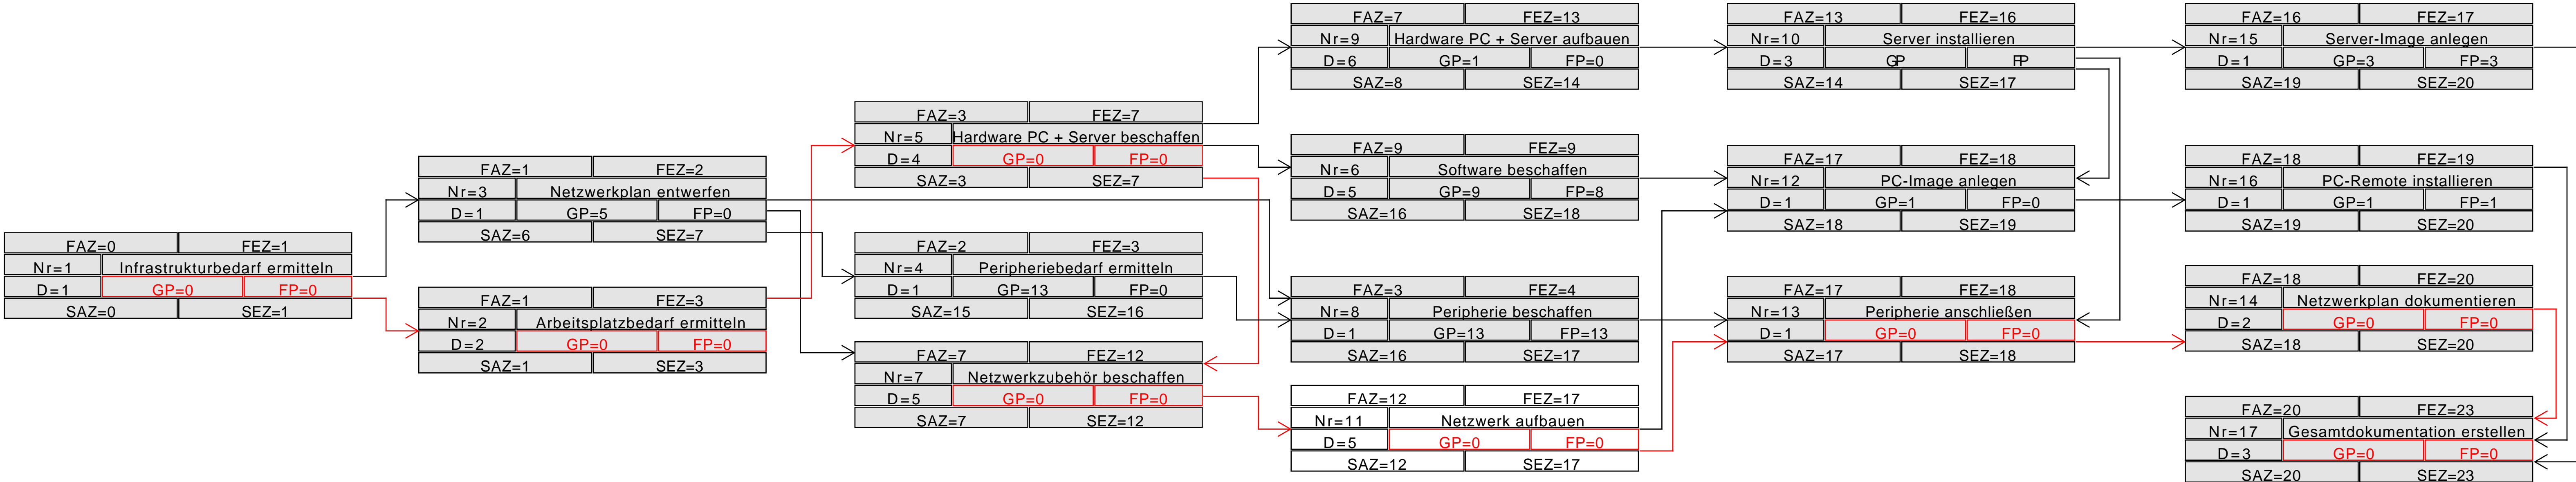 FAZ=0 FEZ=1
Nr=1 Infrastrukturbedarf ermitteln
D=1 GP=0 FP=0
SAZ=0 SEZ=1
FAZ=1 FEZ=2
Nr=3 Netzwerkplan entwerfen
D=1 GP=5 FP=0
SAZ=6 SEZ=7
FAZ=1 FEZ=3
Nr=2 Arbeitsplatzbedarf ermitteln
D=2 GP=0 FP=0
SAZ=1 SEZ=3
FAZ=3 FEZ=7
Nr=5 Hardware PC + Server beschaffen
D=4 GP=0 FP=0
SAZ=3 SEZ=7
FAZ=2 FEZ=3
Nr=4 Peripheriebedarf ermitteln
D=1 GP=13 FP=0
SAZ=15 SEZ=16
FAZ=7 FEZ=12
Nr=7 Netzwerkzubehör beschaffen
D=5 GP=0 FP=0
SAZ=7 SEZ=12
FAZ=7 FEZ=13
Nr=9 Hardware PC + Server aufbauen
D=6 GP=1 FP=0
SAZ=8 SEZ=14
FAZ=9 FEZ=9
Nr=6 Software beschaffen
D=5 GP=9 FP=8
SAZ=16 SEZ=18
FAZ=3 FEZ=4
Nr=8 Peripherie beschaffen
D=1 GP=13 FP=13
SAZ=16 SEZ=17
FAZ=12 FEZ=17
Nr=11 Netzwerk aufbauen
D=5 GP=0 FP=0
SAZ=12 SEZ=17
FAZ=13 FEZ=16
Nr=10 Server installieren
D=3 GP FP
SAZ=14 SEZ=17
FAZ=17 FEZ=18
Nr=12 PC-Image anlegen
D=1 GP=1 FP=0
SAZ=18 SEZ=19
FAZ=17 FEZ=18
Nr=13 Peripherie anschließen
D=1 GP=0 FP=0
SAZ=17 SEZ=18
FAZ=16 FEZ=17
Nr=15 Server-Image anlegen
D=1 GP=3 FP=3
SAZ=19 SEZ=20
FAZ=18 FEZ=19
Nr=16 PC-Remote installieren
D=1 GP=1 FP=1
SAZ=19 SEZ=20
FAZ=18 FEZ=20
Nr=14 Netzwerkplan dokumentieren
D=2 GP=0 FP=0
SAZ=18 SEZ=20
FAZ=20 FEZ=23
Nr=17 Gesamtdokumentation erstellen
D=3 GP=0 FP=0
SAZ=20 SEZ=23